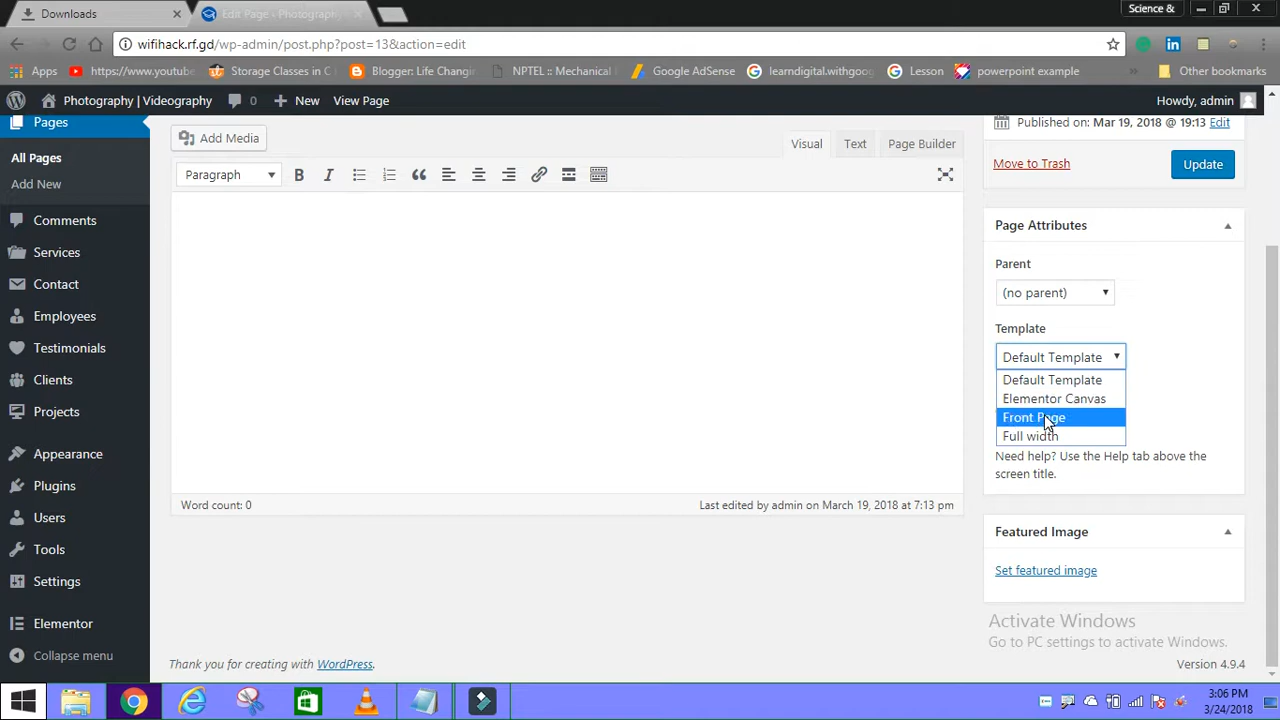 Downloads
Edit Page ‹ Photography
Science &
wifihack.rf.gd/wp-admin/post.php?post=13&action=edit
Apps
https://www.youtube
Storage Classes in C
Blogger: Life Changin
NPTEL :: Mechanical
Google AdSense
learndigital.withgoog
Lesson
powerpoint example
»
Other bookmarks
Photography | Videography
0
+ New
View Page
Howdy, admin
Pages
All Pages
Add New
Comments
Services
Contact
Employees
Testimonials
Clients
Projects
Appearance
Plugins
Users
Tools
Settings
Elementor
Collapse menu
Add Media
Visual
Text
Page Builder
Paragraph
B I
Word count: 0
Last edited by admin on March 19, 2018 at 7:13 pm
Thank you for creating with WordPress.
Published on: Mar 19, 2018 @ 19:13 Edit
Move to Trash
Update
Page Attributes
Parent
(no parent)
Template
Default Template
Default Template
Elementor Canvas
Front Page
Full width
Need help? Use the Help tab above the
screen title.
Featured Image
Set featured image
Activate Windows
Go to PC settings to activate Windows.
Version 4.9.4
3:06 PM
3/24/2018